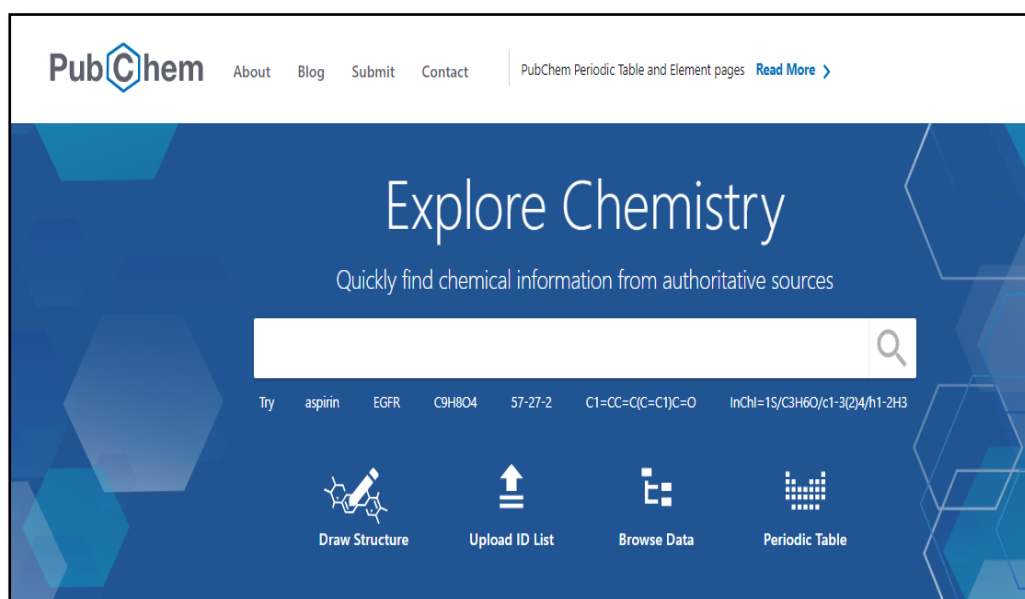 PubChem About Blog Submit Contact PubChem Periodic Table and Element pages Read More
Explore Chemistry
Quickly find chemical information from authoritative sources
Try aspirin EGFR C9H8O4 57-27-2 C1=CC=C(C=C1)C=O InChI=1S/C3H6O/c1-3(2)4/h1-2H3
Draw Structure Upload ID List Browse Data Periodic Table